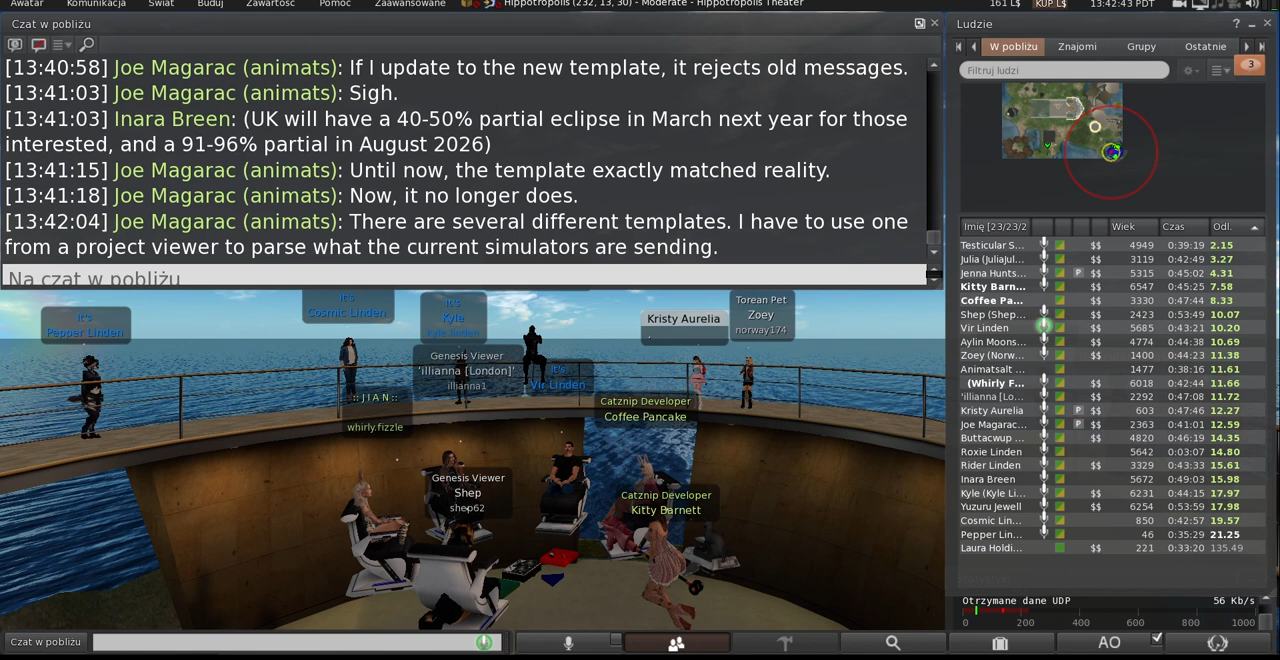 Awatar Komunikacja Świat Buduj Zawartość Pomoc Zaawansowane Hippotropolis (232, 13, 30) - Moderate - Hippotropolis Theater 161 L$ KUP L$ 13:42:43 PDT
Czat w pobliżu
[13:40:58] Joe Magarac (animats): If I update to the new template, it rejects old messages.
[13:41:03] Joe Magarac (animats): Sigh.
[13:41:03] Inara Breen: (UK will have a 40-50% partial eclipse in March next year for those
interested, and a 91-96% partial in August 2026)
[13:41:15] Joe Magarac (animats): Until now, the template exactly matched reality.
[13:41:18] Joe Magarac (animats): Now, it no longer does.
[13:42:04] Joe Magarac (animats): There are several different templates. I have to use one
from a project viewer to parse what the current simulators are sending.
Na czat w pobliżu
It's
Pepper Linden
It's
Cosmic Linden
It's
Kyle
kyle.linden
Kristy Aurelia
Torean Pet
Zoey
norway174
Genesis Viewer
'illianna [London]'
illianna1
It's
Vir Linden
:: J I A N ::
whirly.fizzle
Catznip Developer
Coffee Pancake
Genesis Viewer
Shep
shep62
Catznip Developer
Kitty Barnett
Czat w pobliżu
Ludzie
W pobliżu Znajomi Grupy Ostatnie
Filtruj ludzi
3
Imię [23/23/2 Wiek Czas Odl.
Testicular S... $$ 4949 0:39:19 2.15
Julia (JuliaJul... $$ 3119 0:42:49 3.27
Jenna Hunts... P $$ 5315 0:45:02 4.31
Kitty Barn... $$ 6547 0:45:25 7.58
Coffee Pa... $$ 3330 0:47:44 8.33
Shep (Shep... $$ 2423 0:53:49 10.07
Vir Linden $$ 5685 0:43:21 10.20
Aylin Moons... $$ 4774 0:44:38 10.69
Zoey (Norw... $$ 1400 0:44:23 11.38
Animatsalt ... 1477 0:38:16 11.61
(Whirly F... $$ 6018 0:42:44 11.66
'illianna [Lo... $$ 2292 0:47:08 11.72
Kristy Aurelia P $$ 603 0:47:46 12.27
Joe Magarac... P $$ 2363 0:41:01 12.59
Buttacwup ... $$ 4820 0:46:19 14.35
Roxie Linden 5642 0:03:07 14.80
Rider Linden $$ 3329 0:43:33 15.61
Inara Breen 5672 0:49:03 15.98
Kyle (Kyle Li... $$ 6231 0:44:15 17.97
Yuzuru Jewell $$ 6254 0:53:59 17.98
Cosmic Lin... 850 0:42:57 19.57
Pepper Lin... 46 0:35:29 21.25
Laura Holdi... $$ 221 0:33:20 135.49
Otrzymane dane UDP 56 Kb/s
0 200 400 600 800 1000
AO